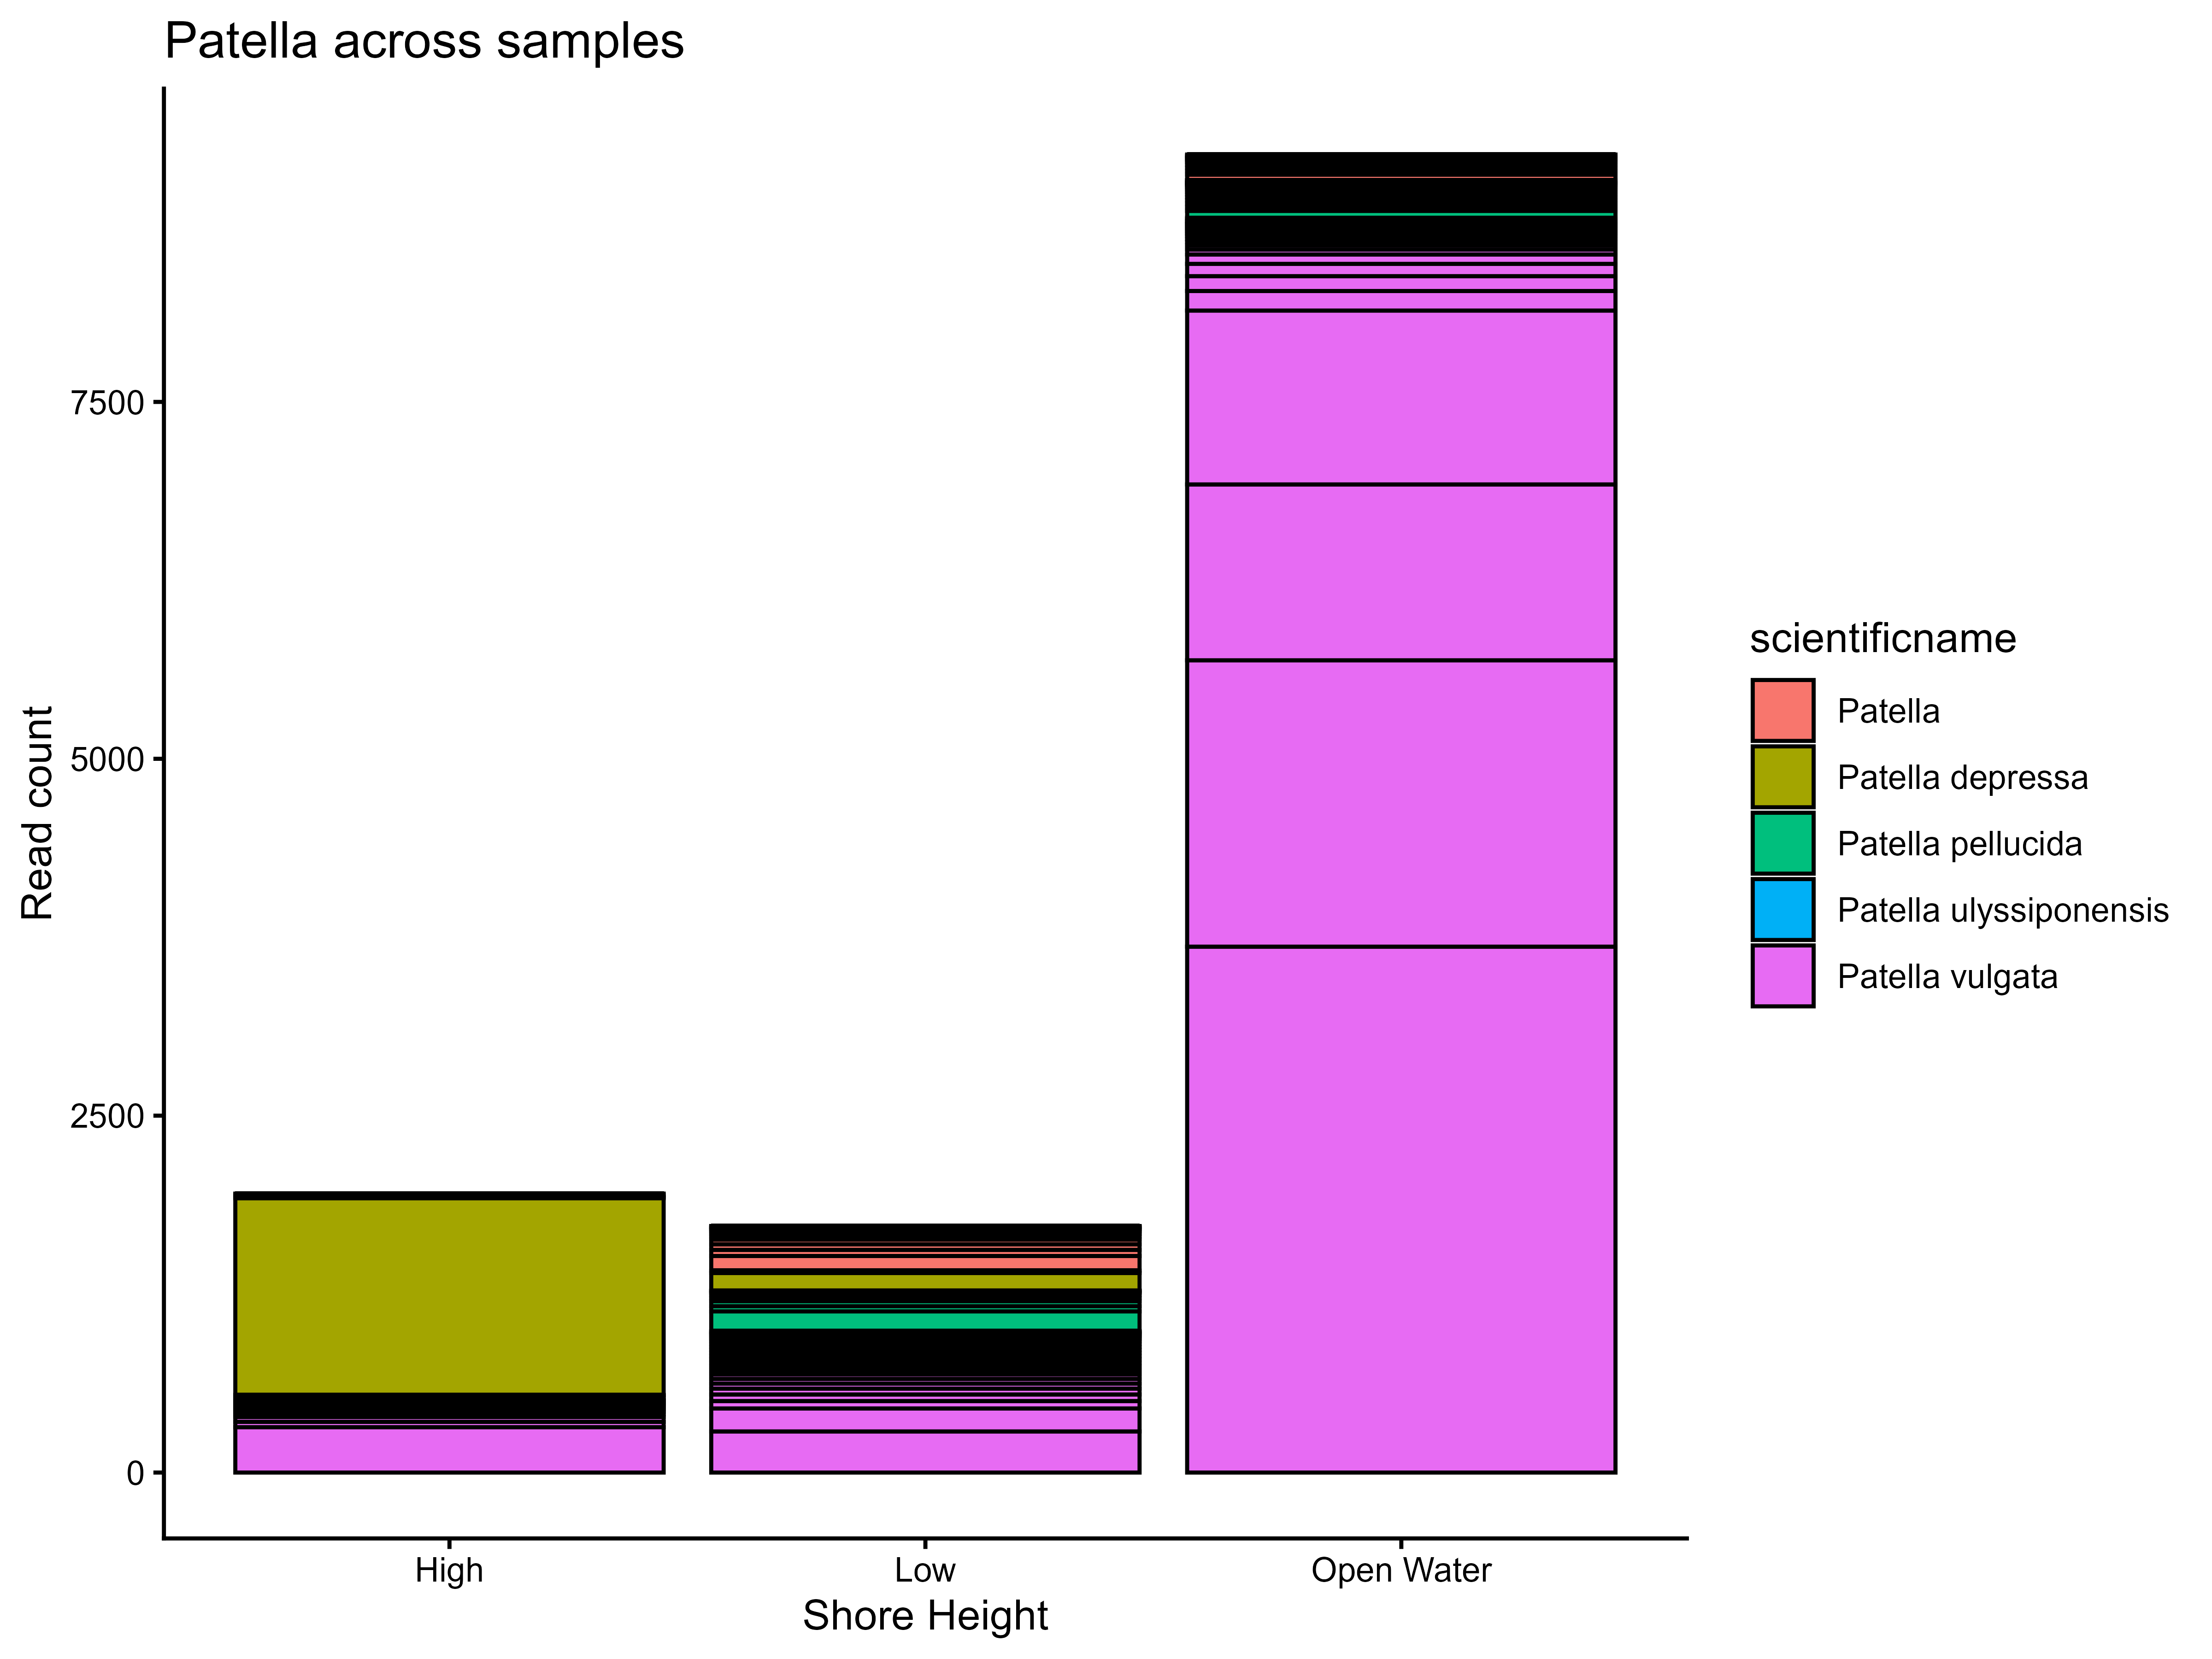 Patella across samples
Read count
7500
5000
2500
0
High
Low
Open Water
Shore Height
scientificname
Patella
Patella depressa
Patella pellucida
Patella ulyssiponensis
Patella vulgata